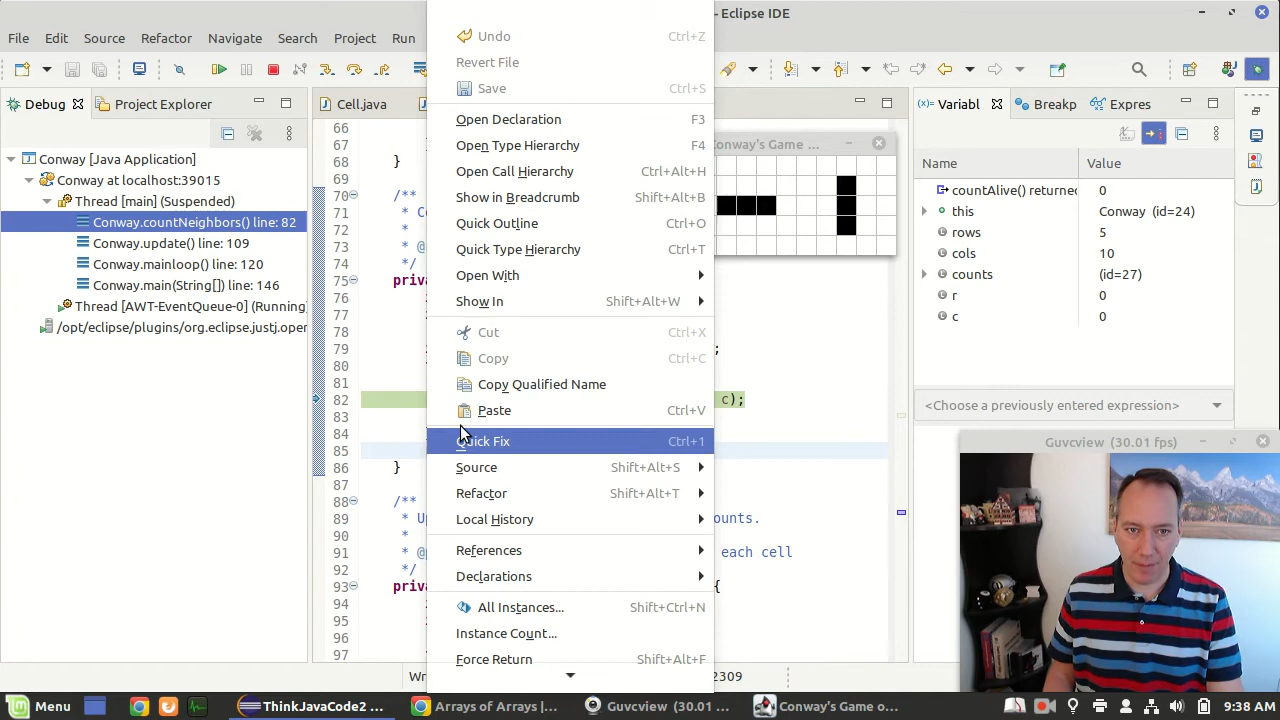 - Eclipse IDE
File Edit Source Refactor Navigate Search Project Run
Debug Project Explorer
Conway [Java Application]
Conway at localhost:39015
Thread [main] (Suspended)
Conway.countNeighbors() line: 82
Conway.update() line: 109
Conway.mainloop() line: 120
Conway.main(String[]) line: 146
Thread [AWT-EventQueue-0] (Running)
/opt/eclipse/plugins/org.eclipse.justj.oper
Cell.java
66
67
68 }
69
70 /**
71 * Co
72 *
73 * @
74 */
75 priv
76
77
78
79 ;
80
81
82 c);
83
84
85
86 }
87
88 /**
89 * Up ounts.
90 *
91 * @p each cell
92 */
93 priv {
94
95
96
97
Undo Ctrl+Z
Revert File
Save Ctrl+S
Open Declaration F3
Open Type Hierarchy F4
Open Call Hierarchy Ctrl+Alt+H
Show in Breadcrumb Shift+Alt+B
Quick Outline Ctrl+O
Quick Type Hierarchy Ctrl+T
Open With
Show In Shift+Alt+W
Cut Ctrl+X
Copy Ctrl+C
Copy Qualified Name
Paste Ctrl+V
Quick Fix Ctrl+1
Source Shift+Alt+S
Refactor Shift+Alt+T
Local History
References
Declarations
All Instances... Shift+Ctrl+N
Instance Count...
Force Return Shift+Alt+F
Conway's Game ...
Variabl Breakp Expres
Name Value
countAlive() returned 0
this Conway (id=24)
rows 5
cols 10
counts (id=27)
r 0
c 0
<Choose a previously entered expression>
Guvcview (30.01 fps)
Wr 2309
Menu ThinkJavaCode2 ... Arrays of Arrays |... Guvcview (30.01 ... Conway's Game o... 9:38 AM